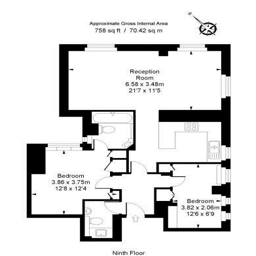 Approximate Gross Internal Area
758 sq ft / 70.42 sq m
Reception
Room
6.58 x 3.48m
21'7 x 11'5
Bedroom
3.86 x 3.75m
12'8 x 12'4
Bedroom
3.82 x 2.06m
12'6 x 6'9
Ninth Floor